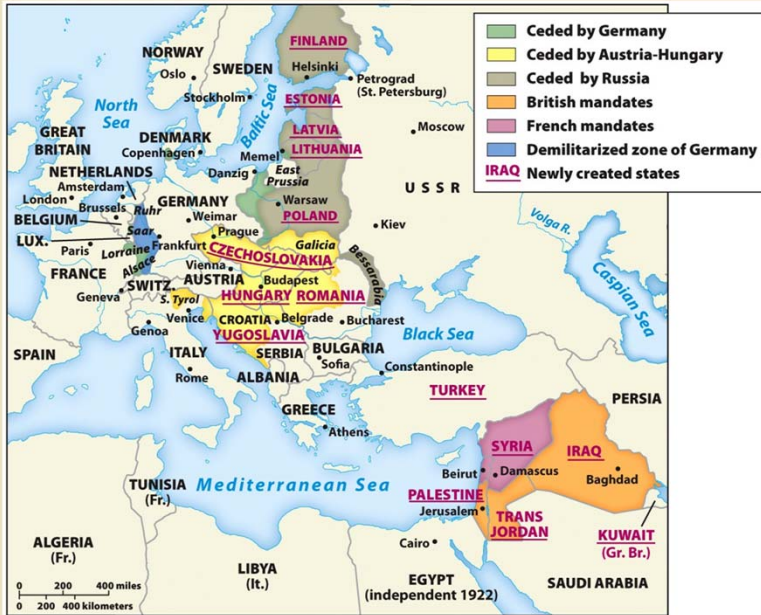 Ceded by Germany
Ceded by Austria-Hungary
Ceded by Russia
British mandates
French mandates
Demilitarized zone of Germany
IRAQ Newly created states
FINLAND
NORWAY
Helsinki
Oslo
SWEDEN
Petrograd
(St. Petersburg)
Stockholm
ESTONIA
North
Sea
Baltic Sea
LATVIA
Moscow
GREAT
BRITAIN
DENMARK
LITHUANIA
Copenhagen
Memel
NETHERLANDS
Danzig
East
Prussia
USSR
Amsterdam
London
Ruhr
GERMANY
Warsaw
Brussels
Weimar
POLAND
BELGIUM
Volga R.
Kiev
LUX.
Saar
Prague
Galicia
Paris
Frankfurt
Lorraine
CZECHOSLOVAKIA
Bessarabia
Alsace
Vienna
FRANCE
AUSTRIA
Budapest
SWITZ.
Geneva
HUNGARY
ROMANIA
S. Tyrol
Caspian Sea
Venice
CROATIA
Belgrade
Bucharest
Genoa
YUGOSLAVIA
Black Sea
SPAIN
ITALY
SERBIA
BULGARIA
Sofia
Constantinople
Rome
ALBANIA
TURKEY
PERSIA
GREECE
Athens
SYRIA
IRAQ
TUNISIA
(Fr.)
Mediterranean Sea
Beirut
Damascus
Baghdad
PALESTINE
Jerusalem
TRANS
JORDAN
KUWAIT
(Gr. Br.)
ALGERIA
(Fr.)
Cairo
LIBYA
(It.)
EGYPT
(independent 1922)
SAUDI ARABIA
0 200 400 miles
0 200 400 kilometers